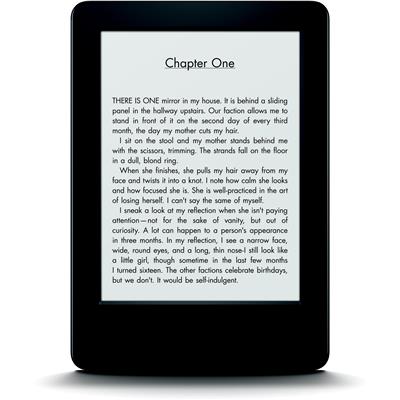 Chapter One
THERE IS ONE mirror in my house. It is behind a sliding
panel in the hallway upstairs. Our faction allows me to
stand in front of it on the second day of every third
month, the day my mother cuts my hair.
I sit on the stool and my mother stands behind me
with the scissors, trimming. The strands fall on the floor
in a dull, blond ring.
When she finishes, she pulls my hair away from my
face and twists it into a knot. I note how calm she looks
and how focused she is. She is well-practiced in the art
of losing herself. I can't say the same of myself.
I sneak a look at my reflection when she isn't paying
attention—not for the sake of vanity, but out of
curiosity. A lot can happen to a person's appearance
in three months. In my reflection, I see a narrow face,
wide, round eyes, and a long, thin nose-I still look like
a little girl, though sometime in the last few months
I turned sixteen. The other factions celebrate birthdays,
but we don't. It would be self-indulgent.